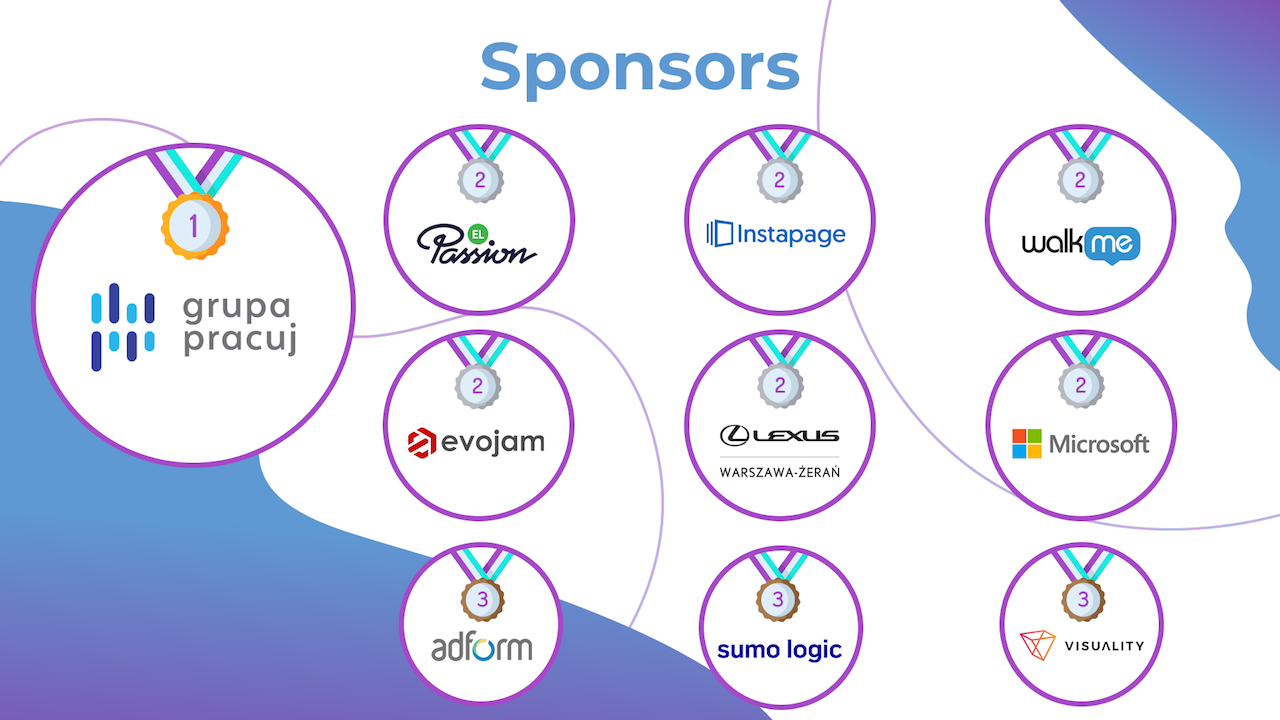 Sponsors
1
grupa
pracuj
2
EL
Passion
2
Instapage
2
walkme
2
evojam
2
LEXUS
WARSZAWA-ŻERAŃ
2
Microsoft
3
adform
3
sumo logic
3
VISUALITY